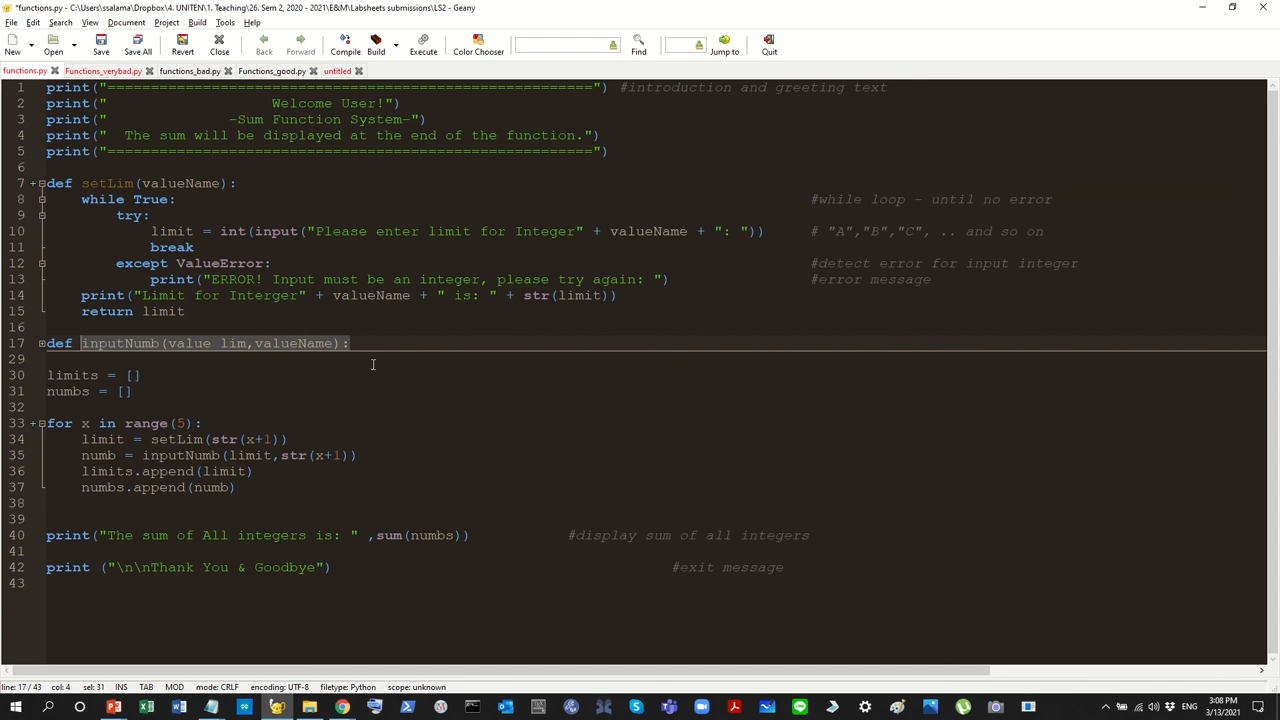 *functions.py - C:\Users\ssalama\Dropbox\4. UNITEN\1. Teaching\26. Sem 2, 2020 - 2021\E&M\Labsheets submissions\LS2 - Geany
File Edit Search View Document Project Build Tools Help
New Open Save Save All Revert Close Back Forward Compile Build Execute Color Chooser Find Jump to Quit
functions.py Functions_verybad.py functions_bad.py Functions_good.py untitled
1 print("========================================================") #introduction and greeting text
2 print("                   Welcome User!")
3 print("              -Sum Function System-")
4 print("  The sum will be displayed at the end of the function.")
5 print("========================================================")
6
7 def setLim(valueName):
8     while True: #while loop - until no error
9         try:
10             limit = int(input("Please enter limit for Integer" + valueName + ": ")) # "A","B","C", .. and so on
11             break
12         except ValueError: #detect error for input integer
13             print("ERROR! Input must be an integer, please try again: ") #error message
14     print("Limit for Interger" + valueName + " is: " + str(limit))
15     return limit
16
17 def inputNumb(value lim,valueName):
29
30 limits = []
31 numbs = []
32
33 for x in range(5):
34     limit = setLim(str(x+1))
35     numb = inputNumb(limit,str(x+1))
36     limits.append(limit)
37     numbs.append(numb)
38
39
40 print("The sum of All integers is: " ,sum(numbs)) #display sum of all integers
41
42 print ("\n\nThank You & Goodbye") #exit message
43
line: 17 / 43 col: 4 sel: 31 INS TAB MOD mode: CRLF encoding: UTF-8 filetype: Python scope: unknown
ENG 3:08 PM
3/13/2021